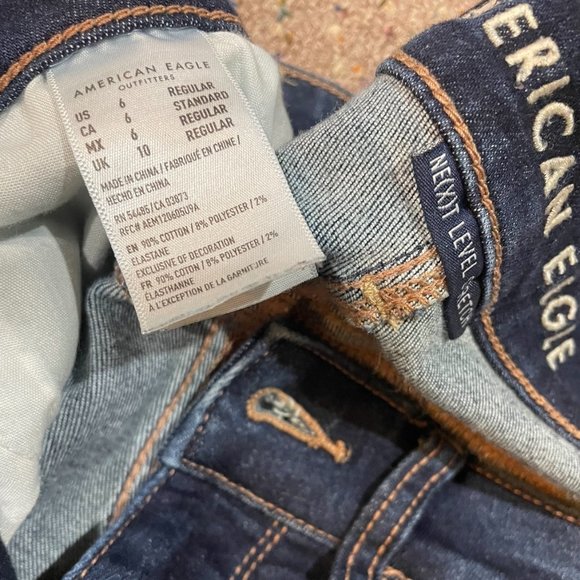 AMERICAN EAGLE
OUTFITTERS
US 6 REGULAR
CA 6 STANDARD
MX 6 REGULAR
UK 10 REGULAR
MADE IN CHINA / FABRIQUÉ EN CHINE /
HECHO EN CHINA
RN 54485/CA 03873
RFC# AEM120605U9A
EN 90% COTTON / 8% POLYESTER / 2%
ELASTANE
EXCLUSIVE OF DECORATION
FR 90% COTON / 8% POLYESTER / 2%
ÉLASTHANNE
À L'EXCEPTION DE LA GARNITURE
NE(X)T LEVEL
ERICAN EAGLE